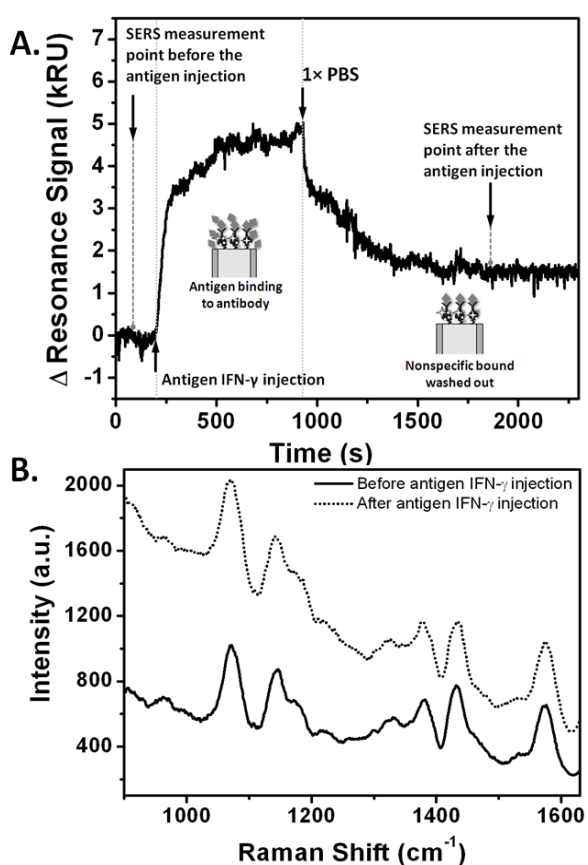 A.
SERS measurement
point before the
antigen injection
1× PBS
SERS measurement
point after the
antigen injection
Δ Resonance Signal (kRU)
7
6
5
4
3
2
1
0
-1
Antigen binding
to antibody
Nonspecific bound
washed out
Antigen IFN-γ injection
0 500 1000 1500 2000
Time (s)
B.
Before antigen IFN-γ injection
After antigen IFN-γ injection
Intensity (a.u.)
2000
1600
1200
800
400
1000 1200 1400 1600
Raman Shift (cm⁻¹)